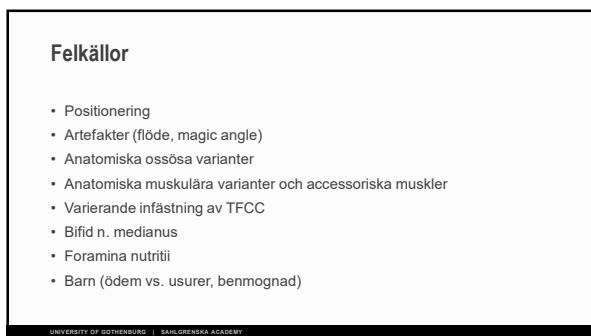 Felkällor
• Positionering
• Artefakter (flöde, magic angle)
• Anatomiska ossösa varianter
• Anatomiska muskulära varianter och accessoriska muskler
• Varierande infästning av TFCC
• Bifid n. medianus
• Foramina nutritii
• Barn (ödem vs. usurer, benmognad)
UNIVERSITY OF GOTHENBURG | SAHLGRENSKA ACADEMY